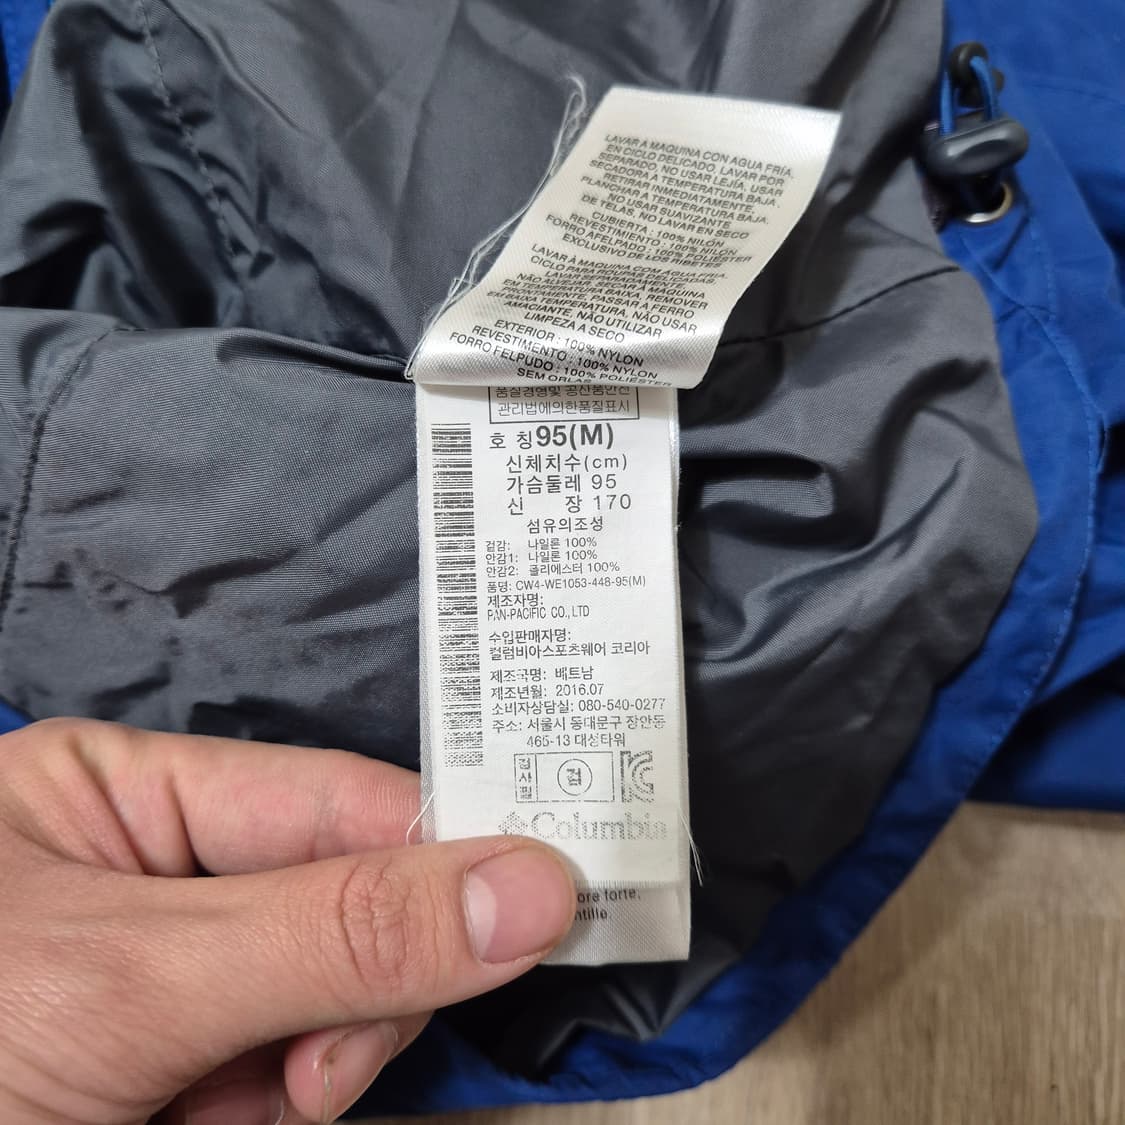 LAVAR A MAQUINA CON AGUA FRÍA,
EN CICLO DELICADO, LAVAR POR
SEPARADO, NO USAR LEJÍA, USAR
SECADORA A TEMPERATURA BAJA.
RETIRAR INMEDIATAMENTE,
PLANCHAR A TEMPERATURA BAJA.
NO USAR SUAVIZANTE
DE TELAS, NO LAVAR EN SECO
CUBIERTA : 100% NILÓN
REVESTIMIENTO : 100% NILÓN
FORRO AFELPADO : 100% POLIESTER
EXCLUSIVO DE LOS RIBETES
LAVAR À MAQUINA COM AGUA FRIA.
CICLO PARA ROUPAS DELICADAS,
LAVAR SEPARADAMENTE,
NÃO ALVEJAR, SECAR À MAQUINA
EM TEMP. BAIXA, REMOVER
PASSAR A FERRO
EM BAIXA TEMPERATURA, NÃO USAR
AMACIANTE, NÃO UTILIZAR
LIMPEZA A SECO
EXTERIOR : 100% NYLON
REVESTIMENTO : 100% NYLON
FORRO FELPUDO : 100% POLIÉSTER
SEM ORLAS
품질경영및 공산품안전
관리법에의한품질표시
호 칭 95(M)
신체치수(cm)
가슴둘레 95
신 장 170
섬유의조성
겉감: 나일론 100%
안감1: 나일론 100%
안감2: 폴리에스터 100%
품명: CW4-WE1053-448-95(M)
제조자명:
PAN-PACIFIC CO.,LTD
수입판매자명:
컬럼비아스포츠웨어 코리아
제조국명: 베트남
제조년월: 2016.07
소비자상담실: 080-540-0277
주소: 서울시 동대문구 장안동
465-13 대성타워
검사필 검
Columbia
ore forte.
ntille.